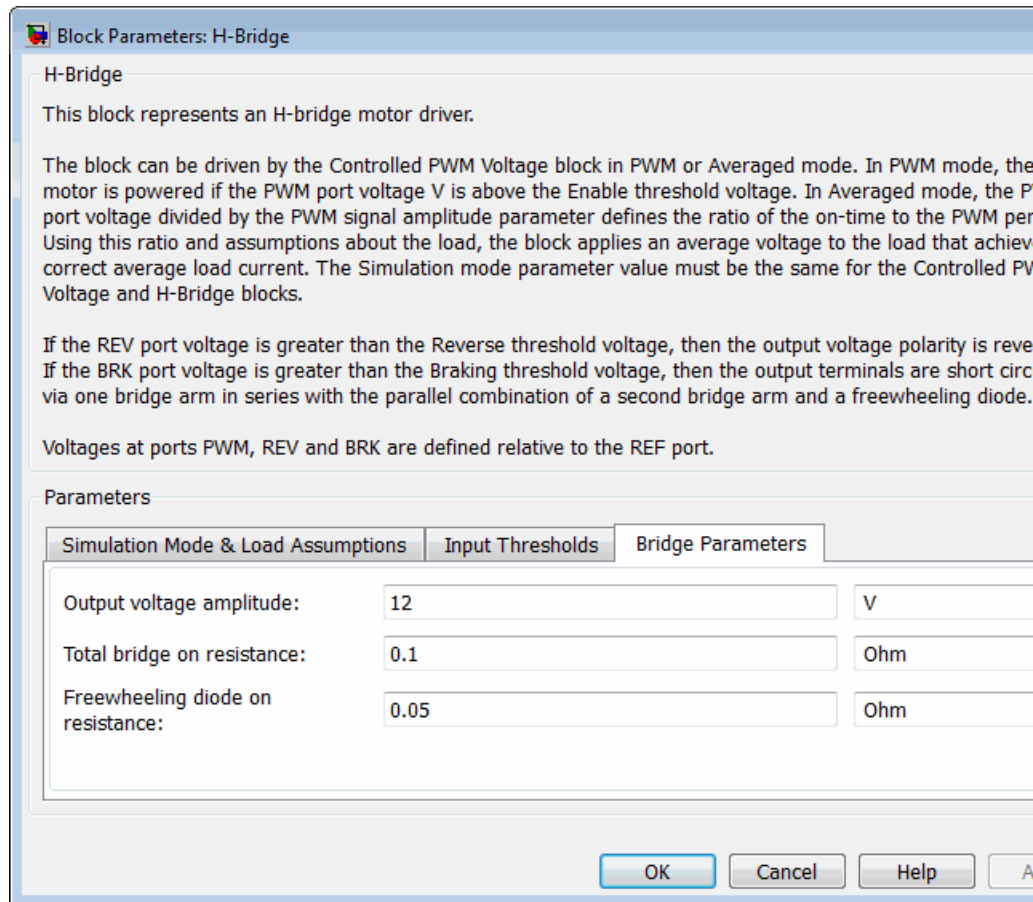 Block Parameters: H-Bridge
H-Bridge
This block represents an H-bridge motor driver.
The block can be driven by the Controlled PWM Voltage block in PWM or Averaged mode. In PWM mode, the
motor is powered if the PWM port voltage V is above the Enable threshold voltage. In Averaged mode, the
port voltage divided by the PWM signal amplitude parameter defines the ratio of the on-time to the PWM
Using this ratio and assumptions about the load, the block applies an average voltage to the load that
correct average load current. The Simulation mode parameter value must be the same for the Controlled
Voltage and H-Bridge blocks.
If the REV port voltage is greater than the Reverse threshold voltage, then the output voltage polarity is
If the BRK port voltage is greater than the Braking threshold voltage, then the output terminals are short
via one bridge arm in series with the parallel combination of a second bridge arm and a freewheeling diode.
Voltages at ports PWM, REV and BRK are defined relative to the REF port.
Parameters
Simulation Mode & Load Assumptions Input Thresholds Bridge Parameters
Output voltage amplitude: 12 V
Total bridge on resistance: 0.1 Ohm
Freewheeling diode on
resistance: 0.05 Ohm
OK Cancel Help